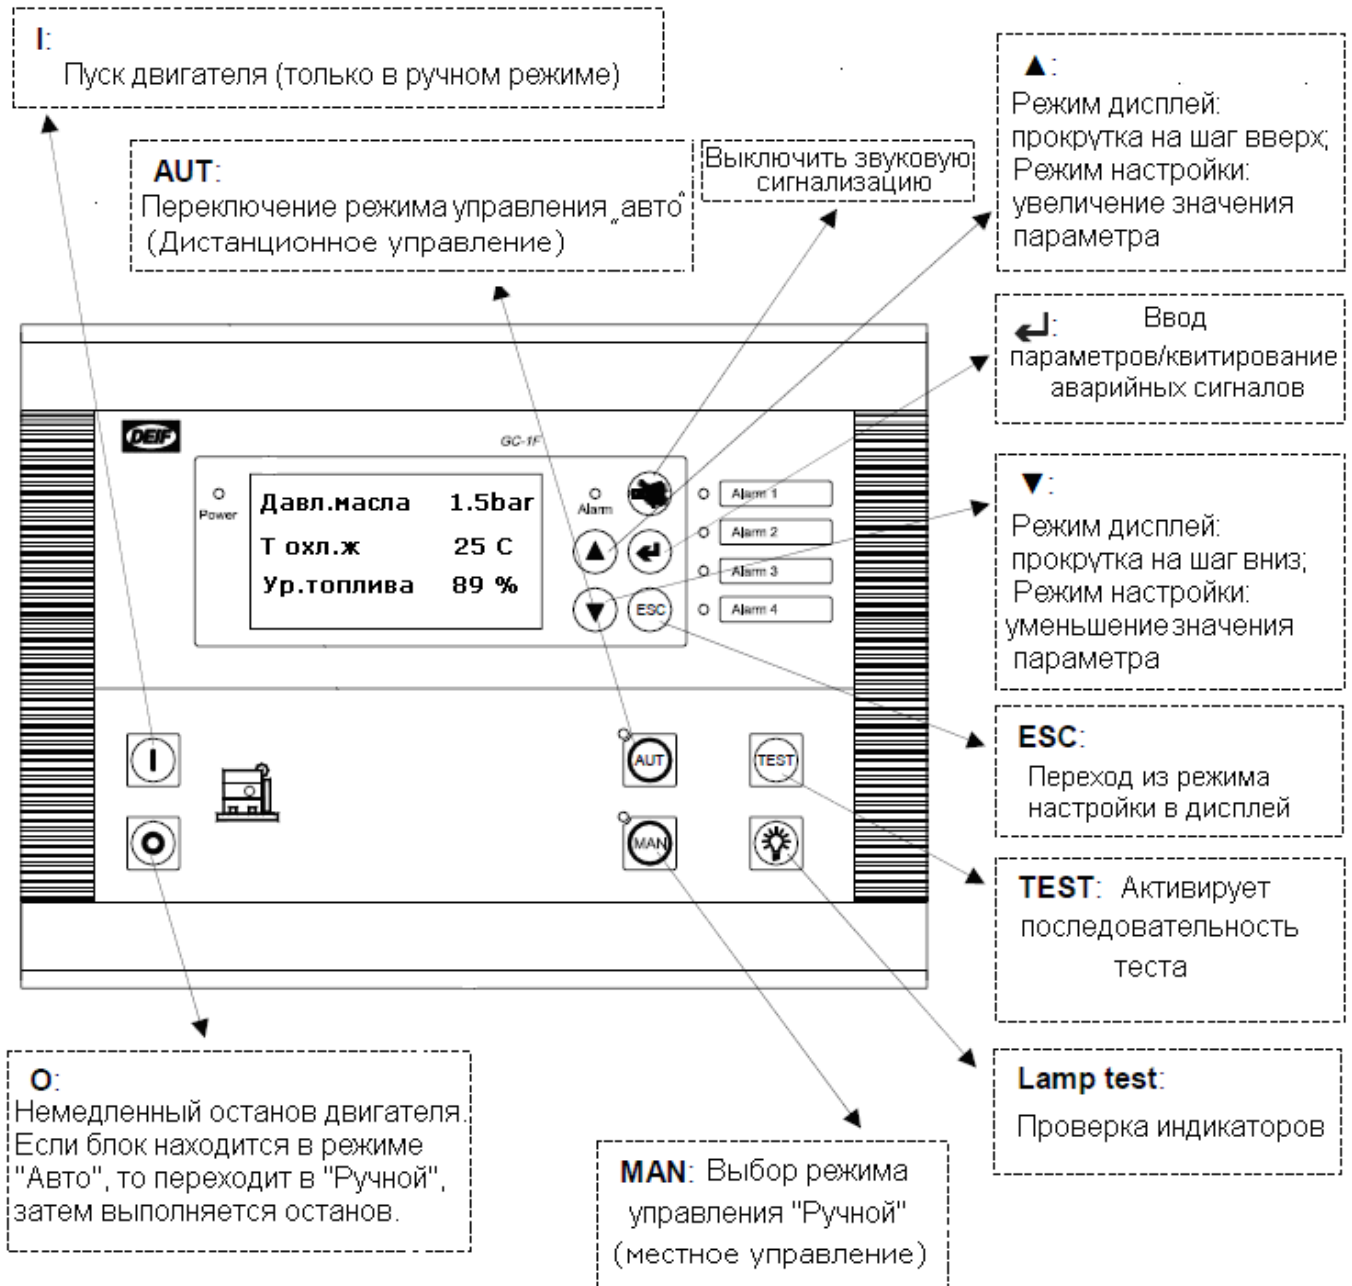 I:
Пуск двигателя (только в ручном режиме)
AUT:
Переключение режима управления „авто“
(Дистанционное управление)
Выключить звуковую
сигнализацию
▲:
Режим дисплей:
прокрутка на шаг вверх;
Режим настройки:
увеличение значения
параметра
↵: Ввод
параметров/квитирование
аварийных сигналов
▼:
Режим дисплей:
прокрутка на шаг вниз;
Режим настройки:
уменьшение значения
параметра
ESC:
Переход из режима
настройки в дисплей
TEST: Активирует
последовательность
теста
Lamp test:
Проверка индикаторов
MAN: Выбор режима
управления "Ручной"
(местное управление)
O:
Немедленный останов двигателя.
Если блок находится в режиме
"Авто", то переходит в "Ручной",
затем выполняется останов.
DEIF
GC-1F
Power
Давл.масла 1.5bar
Т охл.ж 25 C
Ур.топлива 89 %
Alarm
ESC
Alarm 1
Alarm 2
Alarm 3
Alarm 4
I
O
AUT
MAN
TEST